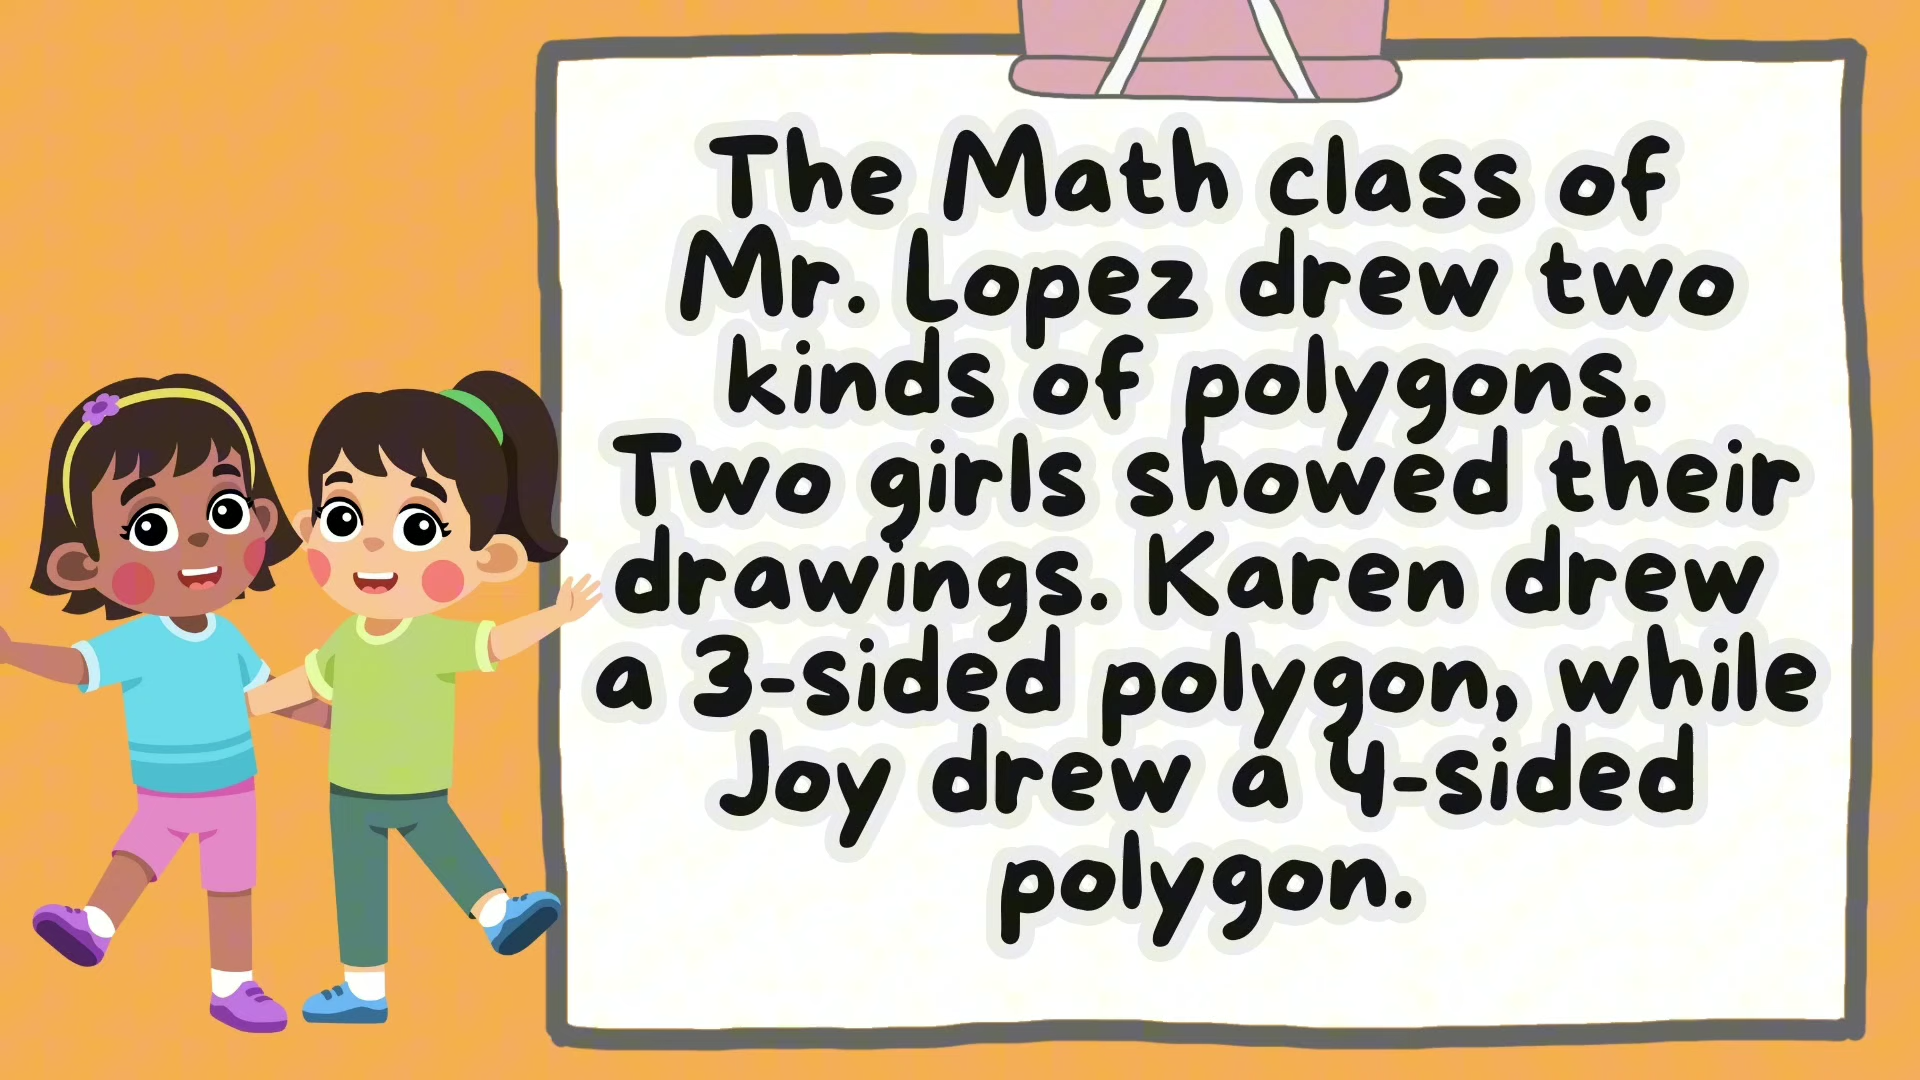 The Math class of
Mr. Lopez drew two
kinds of polygons.
Two girls showed their
drawings. Karen drew
a 3-sided polygon, while
Joy drew a 4-sided
polygon.